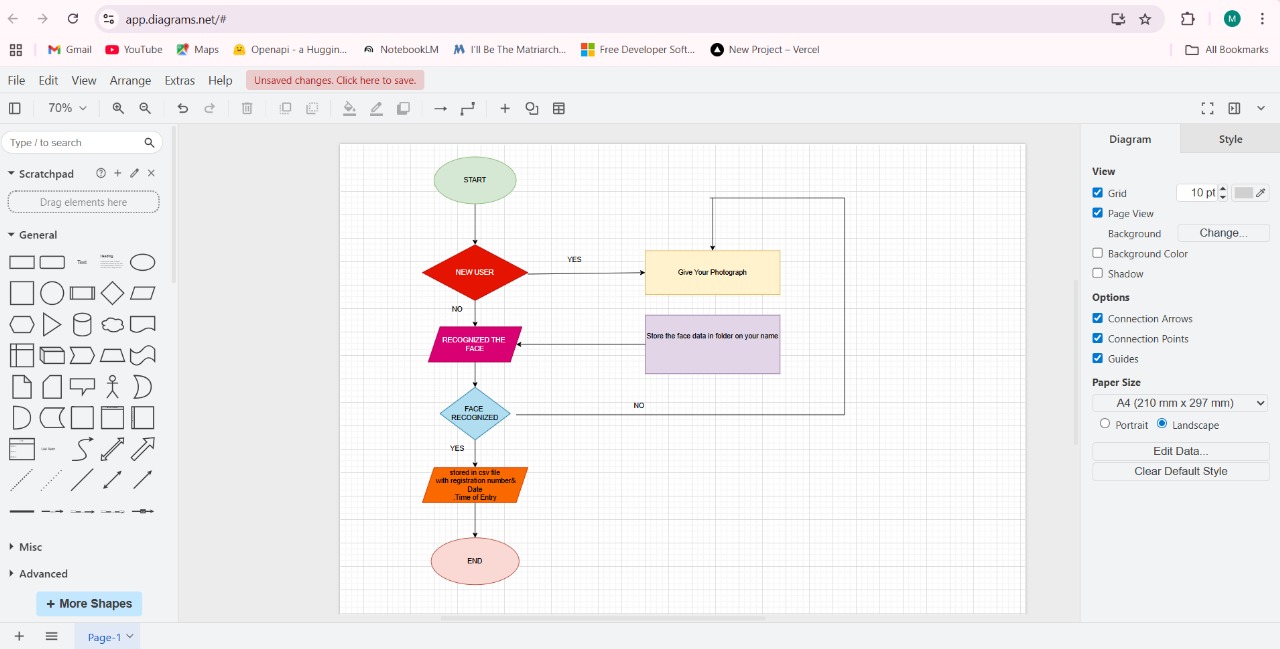 app.diagrams.net/#
M
Gmail
YouTube
Maps
Openapi - a Huggin...
NotebookLM
I'll Be The Matriarch...
Free Developer Soft...
New Project – Vercel
All Bookmarks
File
Edit
View
Arrange
Extras
Help
Unsaved changes. Click here to save.
70%
Type / to search
Scratchpad
Drag elements here
General
Text
Heading
Misc
Advanced
+ More Shapes
Page-1
START
NEW USER
YES
Give Your Photograph
NO
RECOGNIZED THE
FACE
Store the face data in folder on your name
FACE
RECOGNIZED
NO
YES
stored in csv file
with registration number&
Date
.Time of Entry
END
Diagram
Style
View
Grid
10 pt
Page View
Background
Change...
Background Color
Shadow
Options
Connection Arrows
Connection Points
Guides
Paper Size
A4 (210 mm x 297 mm)
Portrait
Landscape
Edit Data...
Clear Default Style